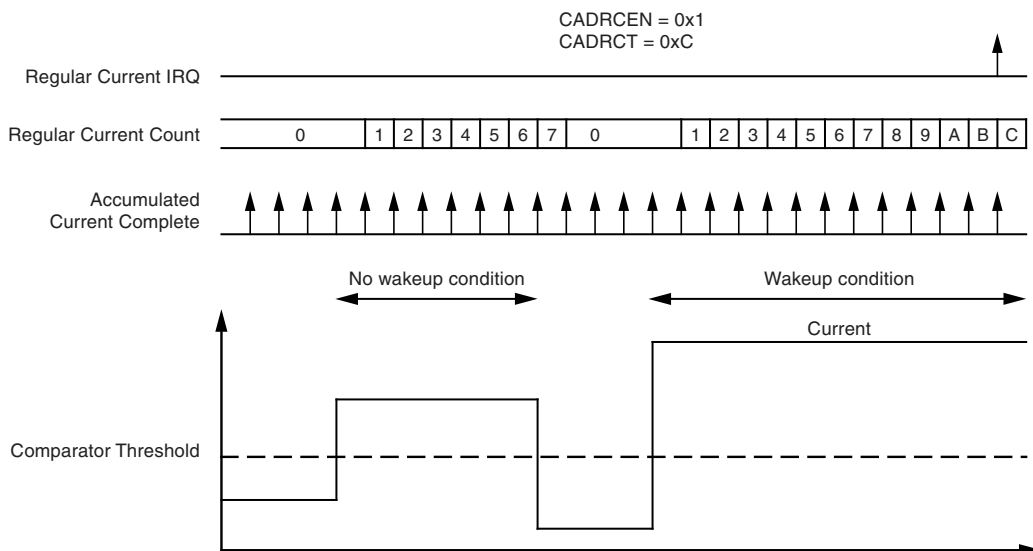 CADRCEN = 0x1
CADRCT = 0xC
Regular Current IRQ
Regular Current Count 0 1 2 3 4 5 6 7 0 1 2 3 4 5 6 7 8 9 A B C
Accumulated
Current Complete
No wakeup condition Wakeup condition
Current
Comparator Threshold